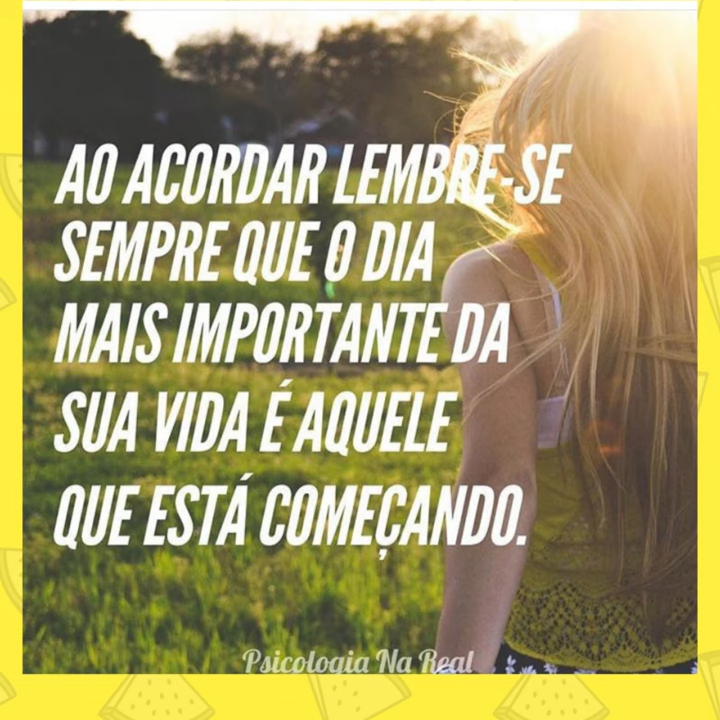 AO ACORDAR LEMBRE-SE
SEMPRE QUE O DIA
MAIS IMPORTANTE DA
SUA VIDA É AQUELE
QUE ESTÁ COMEÇANDO.
Psicologia Na Real